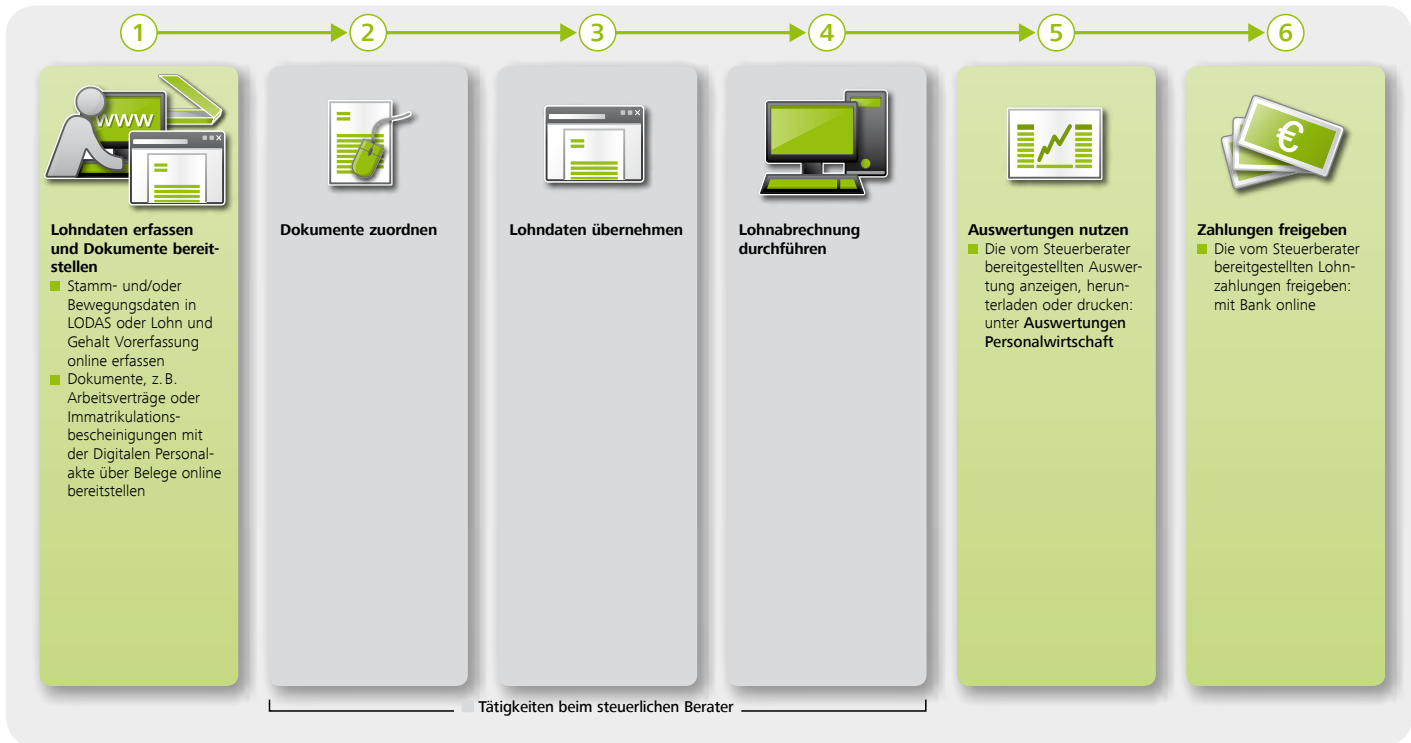 1
2
3
4
5
6
www
Lohndaten erfassen
und Dokumente bereit-
stellen
Stamm- und/oder
Bewegungsdaten in
LODAS oder Lohn und
Gehalt Vorerfassung
online erfassen
Dokumente, z. B.
Arbeitsverträge oder
Immatrikulations-
bescheinigungen mit
der Digitalen Personal-
akte über Belege online
bereitstellen
Dokumente zuordnen
Lohndaten übernehmen
Lohnabrechnung
durchführen
Auswertungen nutzen
Die vom Steuerberater
bereitgestellten Auswer-
tung anzeigen, herun-
terladen oder drucken:
unter Auswertungen
Personalwirtschaft
€
Zahlungen freigeben
Die vom Steuerberater
bereitgestellten Lohn-
zahlungen freigeben:
mit Bank online
Tätigkeiten beim steuerlichen Berater